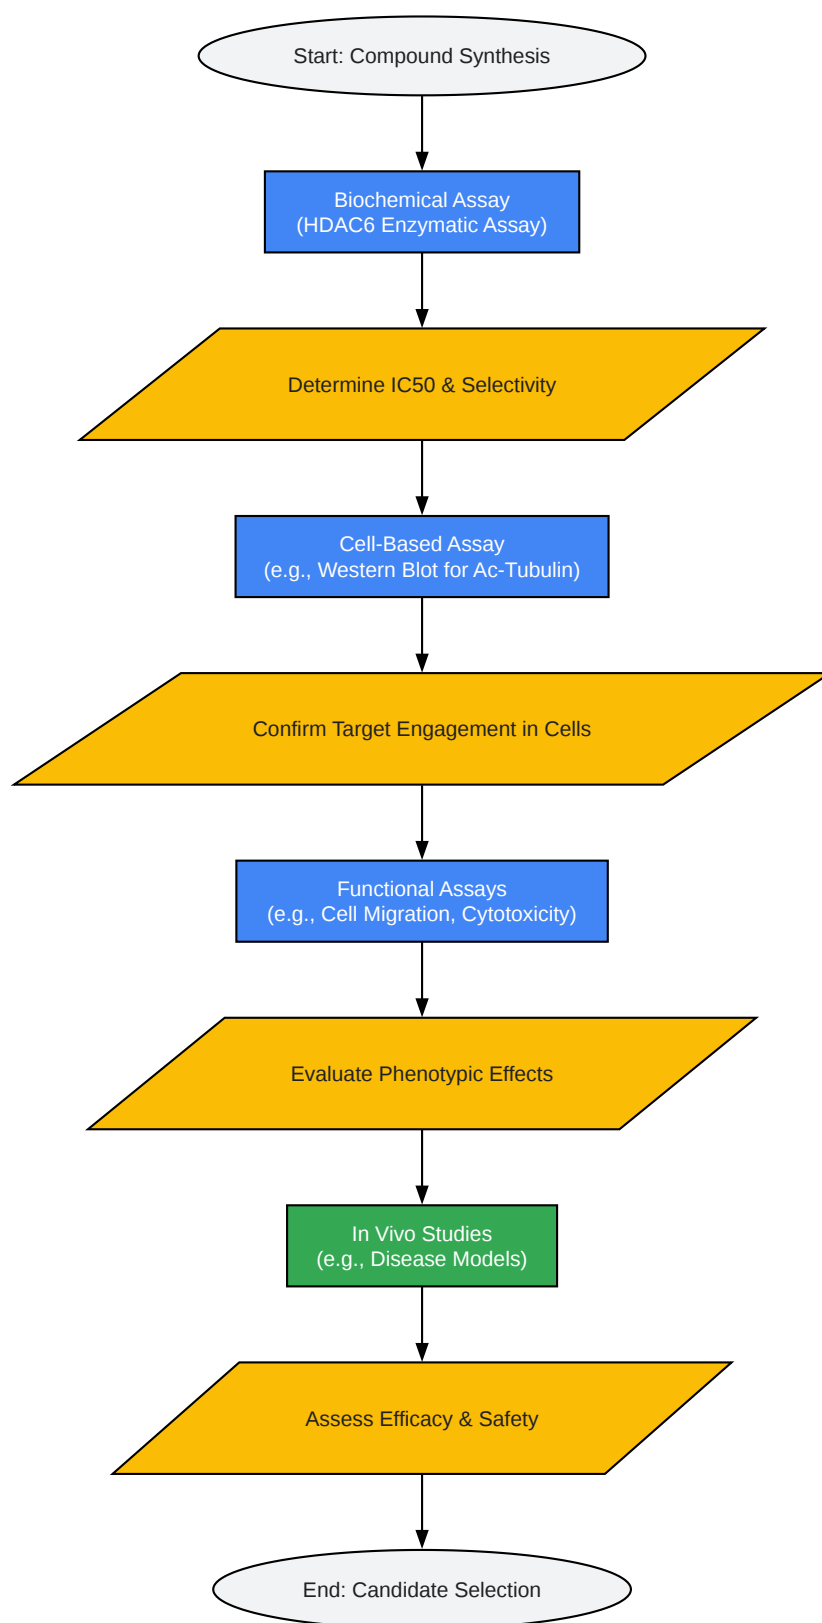 Start: Compound Synthesis
Biochemical Assay
(HDAC6 Enzymatic Assay)
Determine IC50 & Selectivity
Cell-Based Assay
(e.g., Western Blot for Ac-Tubulin)
Confirm Target Engagement in Cells
Functional Assays
(e.g., Cell Migration, Cytotoxicity)
Evaluate Phenotypic Effects
In Vivo Studies
(e.g., Disease Models)
Assess Efficacy & Safety
End: Candidate Selection